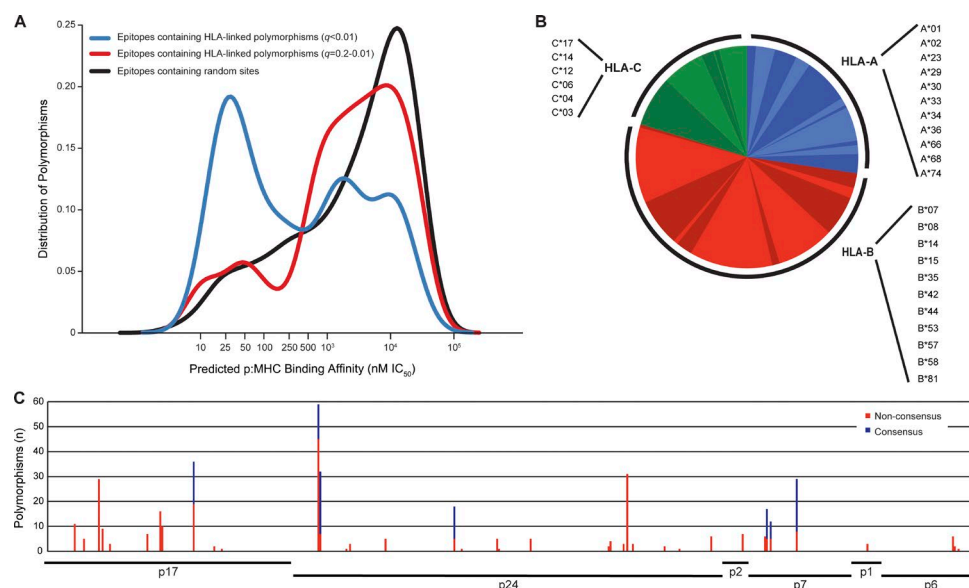 A
0.25
0.20
0.15
0.10
0.05
0
Distribution of Polymorphisms
Epitopes containing HLA-linked polymorphisms (q<0.01)
Epitopes containing HLA-linked polymorphisms (q=0.2-0.01)
Epitopes containing random sites
10 25 50 100 250 500 10³ 10⁴ 10⁵
Predicted p:MHC Binding Affinity (nM IC₅₀)
B
C*17
C*14
C*12
C*06
C*04
C*03
HLA-C
HLA-A
A*01
A*02
A*23
A*29
A*30
A*33
A*34
A*36
A*66
A*68
A*74
HLA-B
B*07
B*08
B*14
B*15
B*35
B*42
B*44
B*53
B*57
B*58
B*81
C
60
50
40
30
20
10
0
Polymorphisms (n)
Non-consensus
Consensus
p17
p24
p2
p7
p1
p6